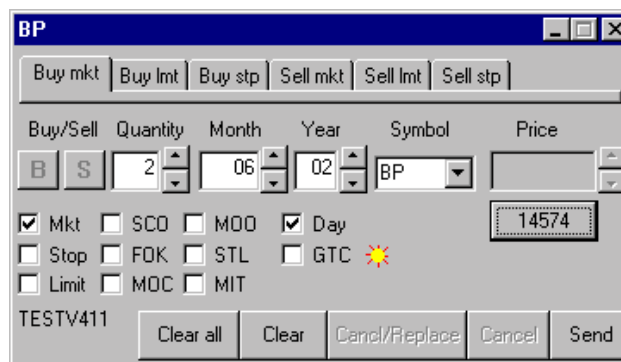 BP
Buy mkt Buy lmt Buy stp Sell mkt Sell lmt Sell stp
Buy/Sell Quantity Month Year Symbol Price
B S 2 06 02 BP
Mkt SCO MOO Day 14574
Stop FOK STL GTC
Limit MOC MIT
TESTV411 Clear all Clear Cancl/Replace Cancel Send